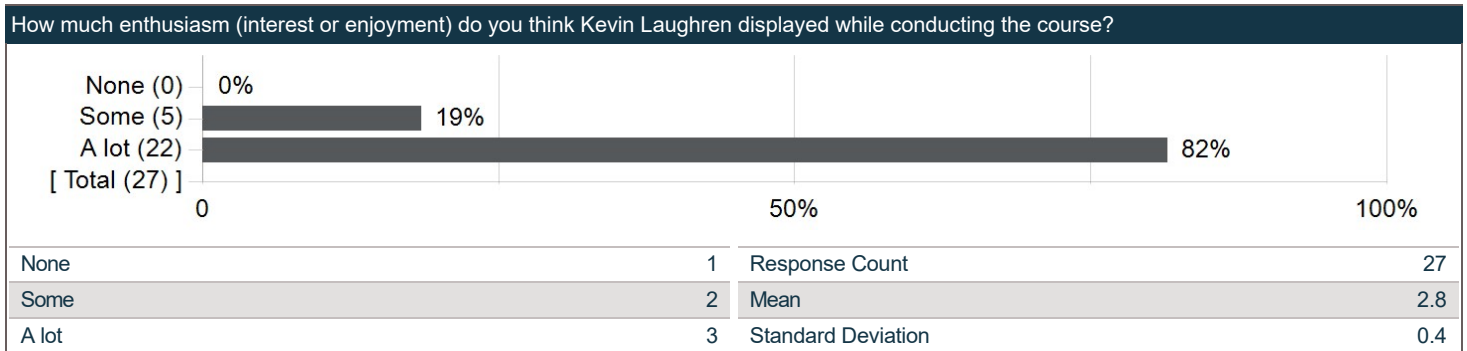 How much enthusiasm (interest or enjoyment) do you think Kevin Laughren displayed while conducting the course?
None (0) 0%
Some (5) 19%
A lot (22) 82%
[ Total (27) ]
0 50% 100%
None 1 Response Count 27
Some 2 Mean 2.8
A lot 3 Standard Deviation 0.4